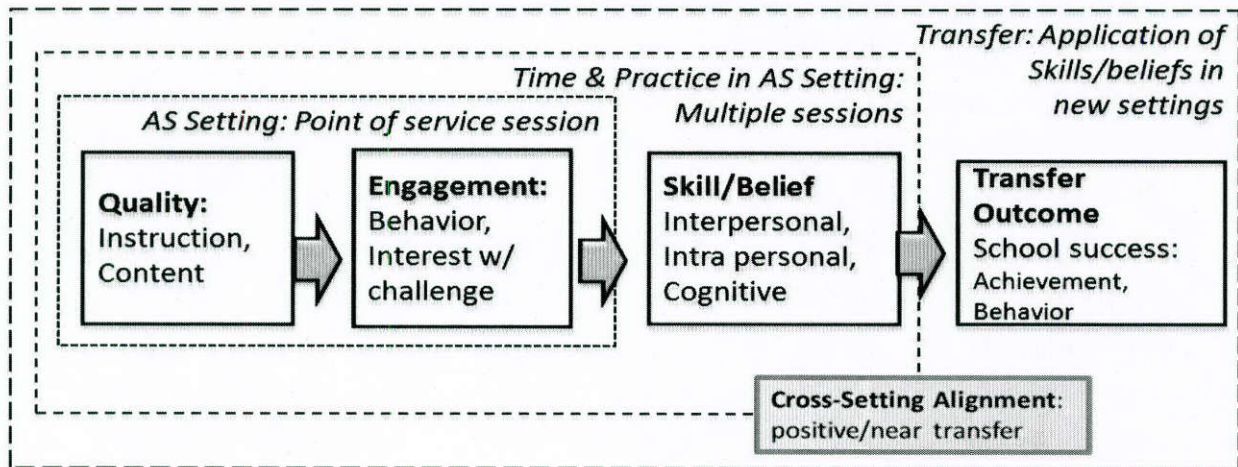 Transfer: Application of
Skills/beliefs in
new settings
Time & Practice in AS Setting:
Multiple sessions
AS Setting: Point of service session
Quality:
Instruction,
Content
Engagement:
Behavior,
Interest w/
challenge
Skill/Belief
Interpersonal,
Intra personal,
Cognitive
Transfer
Outcome
School success:
Achievement,
Behavior
Cross-Setting Alignment:
positive/near transfer